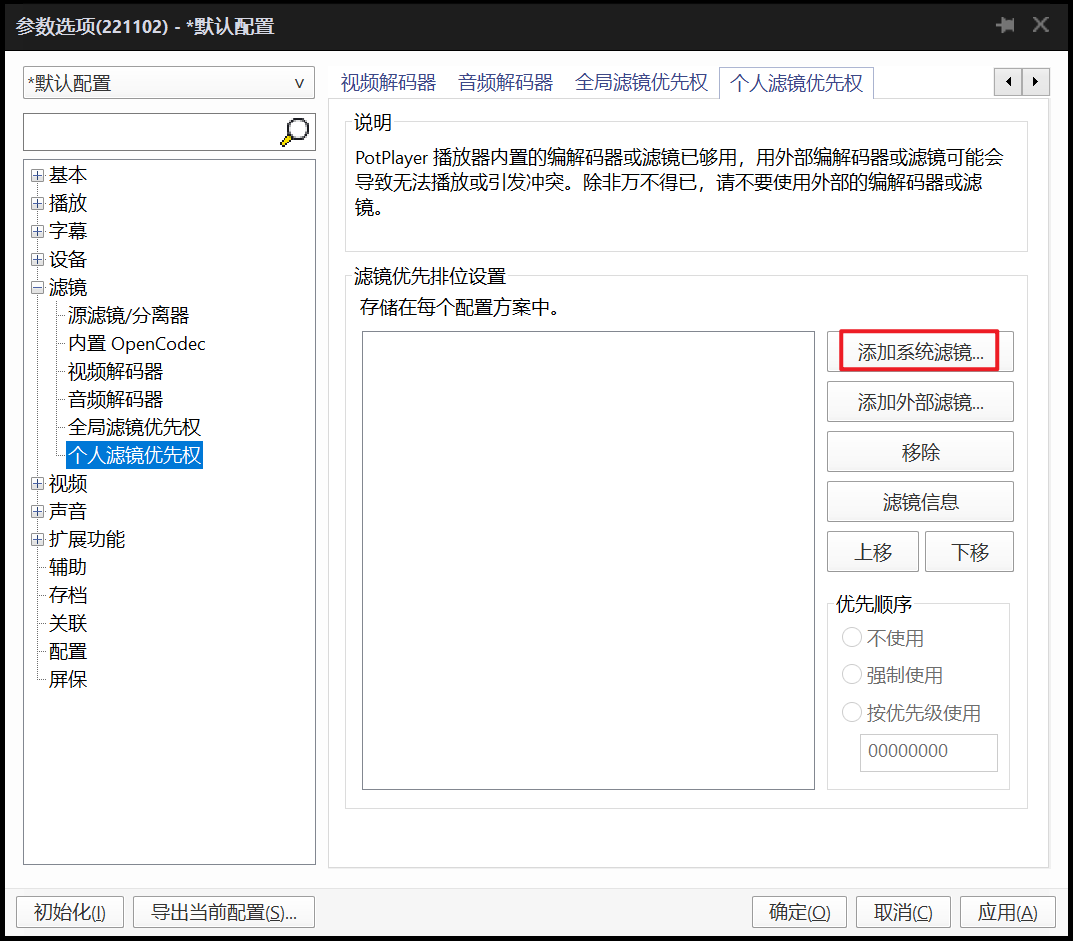 参数选项(221102) - *默认配置
*默认配置
视频解码器 音频解码器 全局滤镜优先权 个人滤镜优先权
基本
播放
字幕
设备
滤镜
源滤镜/分离器
内置 OpenCodec
视频解码器
音频解码器
全局滤镜优先权
个人滤镜优先权
视频
声音
扩展功能
辅助
存档
关联
配置
屏保
说明
PotPlayer 播放器内置的编解码器或滤镜已够用，用外部编解码器或滤镜可能会
导致无法播放或引发冲突。除非万不得已，请不要使用外部的编解码器或滤
镜。
滤镜优先排位设置
存储在每个配置方案中。
添加系统滤镜...
添加外部滤镜...
移除
滤镜信息
上移 下移
优先顺序
不使用
强制使用
按优先级使用
00000000
初始化(I) 导出当前配置(S)... 确定(O) 取消(C) 应用(A)